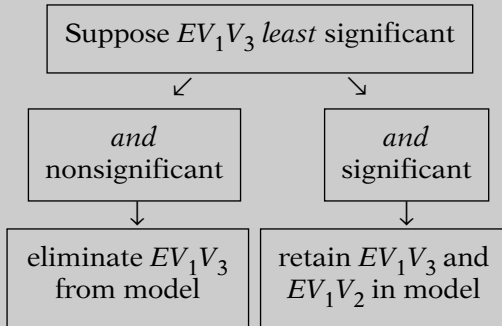 Suppose EV₁V₃ least significant
and
nonsignificant
and
significant
eliminate EV₁V₃
from model
retain EV₁V₃ and
EV₁V₂ in model